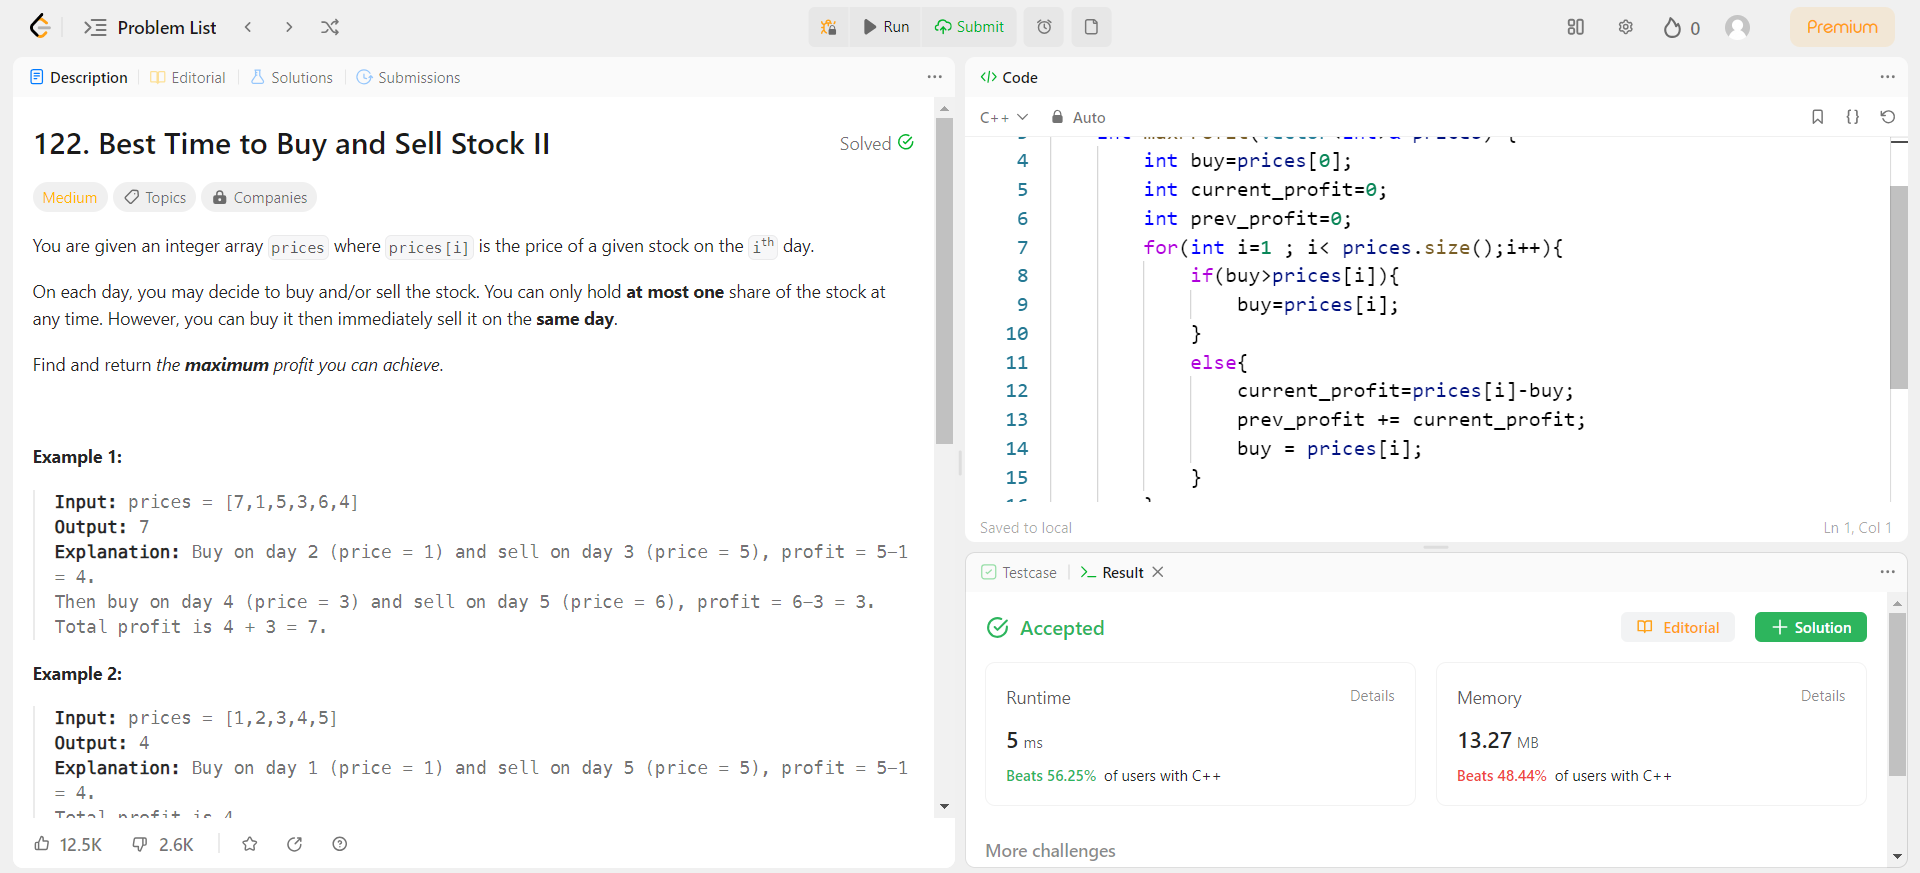 Problem List
Run
Submit
0
Premium
Description
Editorial
Solutions
Submissions
122. Best Time to Buy and Sell Stock II
Solved
Medium
Topics
Companies
You are given an integer array prices where prices[i] is the price of a given stock on the ith day.
On each day, you may decide to buy and/or sell the stock. You can only hold at most one share of the stock at
any time. However, you can buy it then immediately sell it on the same day.
Find and return the maximum profit you can achieve.
Example 1:
Input: prices = [7,1,5,3,6,4]
Output: 7
Explanation: Buy on day 2 (price = 1) and sell on day 3 (price = 5), profit = 5-1
= 4.
Then buy on day 4 (price = 3) and sell on day 5 (price = 6), profit = 6-3 = 3.
Total profit is 4 + 3 = 7.
Example 2:
Input: prices = [1,2,3,4,5]
Output: 4
Explanation: Buy on day 1 (price = 1) and sell on day 5 (price = 5), profit = 5-1
= 4.
Total profit is 4
12.5K
2.6K
</> Code
C++
Auto
int maxProfit(vector<int>& prices) {
4 int buy=prices[0];
5 int current_profit=0;
6 int prev_profit=0;
7 for(int i=1 ; i< prices.size();i++){
8 if(buy>prices[i]){
9 buy=prices[i];
10 }
11 else{
12 current_profit=prices[i]-buy;
13 prev_profit += current_profit;
14 buy = prices[i];
15 }
Saved to local
Ln 1, Col 1
Testcase
>_ Result
Accepted
Editorial
+ Solution
Runtime
Details
5 ms
Beats 56.25% of users with C++
Memory
Details
13.27 MB
Beats 48.44% of users with C++
More challenges